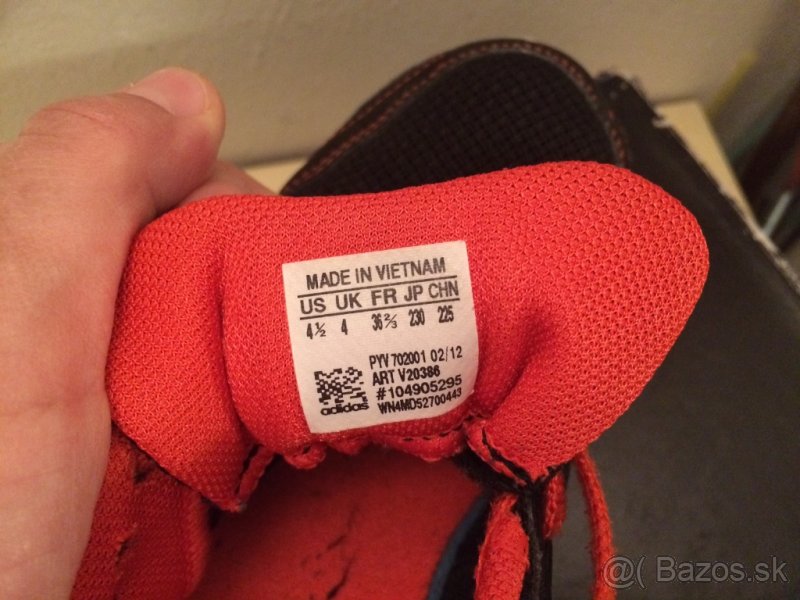 MADE IN VIETNAM
US UK FR JP CHN
4½ 4 36⅔ 230 225
PYV 702001 02/12
ART V20386
#104905295
adidas WN4MD52700443
@( Bazos.sk